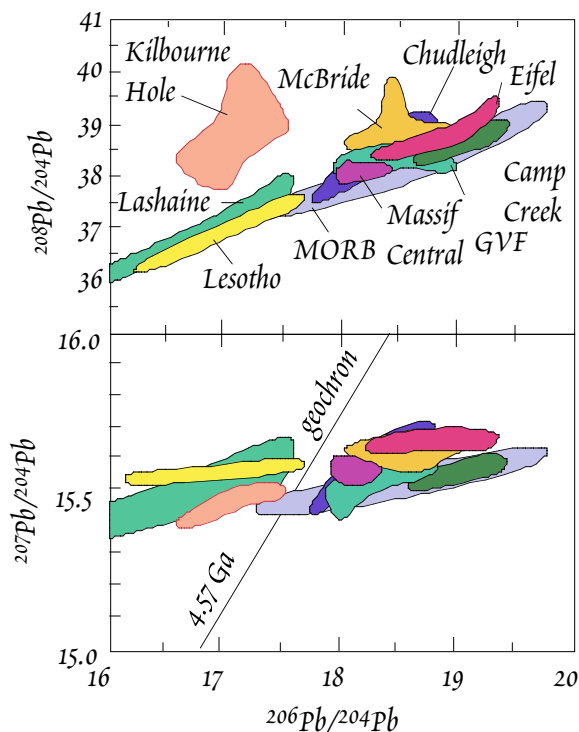 41
40
39
38
37
36
208Pb/204Pb
Kilbourne
Hole
McBride
Chudleigh
Eifel
Lashaine
Lesotho
MORB
Massif
Central
GVF
Camp
Creek
16.0
15.5
15.0
207Pb/204Pb
geochron
4.57 Ga
16 17 18 19 20
206Pb/204Pb